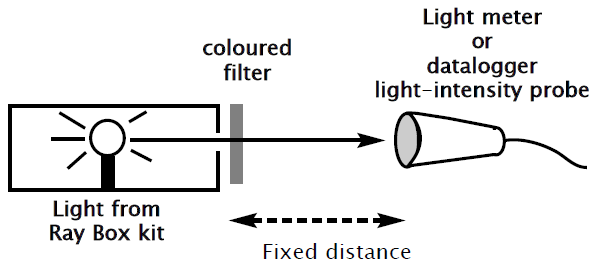 Light meter
or
datalogger
light-intensity probe
coloured
filter
Light from
Ray Box kit
Fixed distance